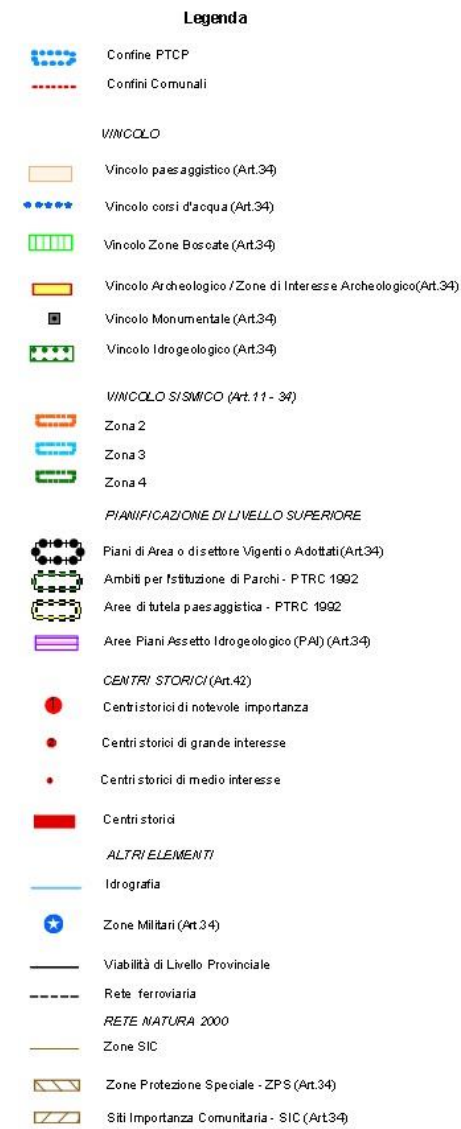 Legenda
Confine PTCP
Confini Comunali
VINCOLO
Vincolo paesaggistico (Art.34)
Vincolo corsi d'acqua (Art.34)
Vincolo Zone Boscate (Art.34)
Vincolo Archeologico / Zone di Interesse Archeologico(Art.34)
Vincolo Monumentale (Art.34)
Vincolo Idrogeologico (Art.34)
VINCOLO SISMICO (Art.11 - 34)
Zona 2
Zona 3
Zona 4
PIANIFICAZIONE DI LIVELLO SUPERIORE
Piani di Area o di settore Vigenti o Adottati(Art.34)
Ambiti per l'istituzione di Parchi - PTRC 1992
Aree di tutela paesaggistica - PTRC 1992
Aree Piani Assetto Idrogeologico (PAI) (Art.34)
CENTRI STORICI (Art.42)
1 Centri storici di notevole importanza
2 Centri storici di grande interesse
Centri storici di medio interesse
Centri storici
ALTRI ELEMENTI
Idrografia
Zone Militari (Art.34)
Viabilità di Livello Provinciale
Rete ferroviaria
RETE NATURA 2000
Zone SIC
Zone Protezione Speciale - ZPS (Art.34)
Siti Importanza Comunitaria - SIC (Art.34)